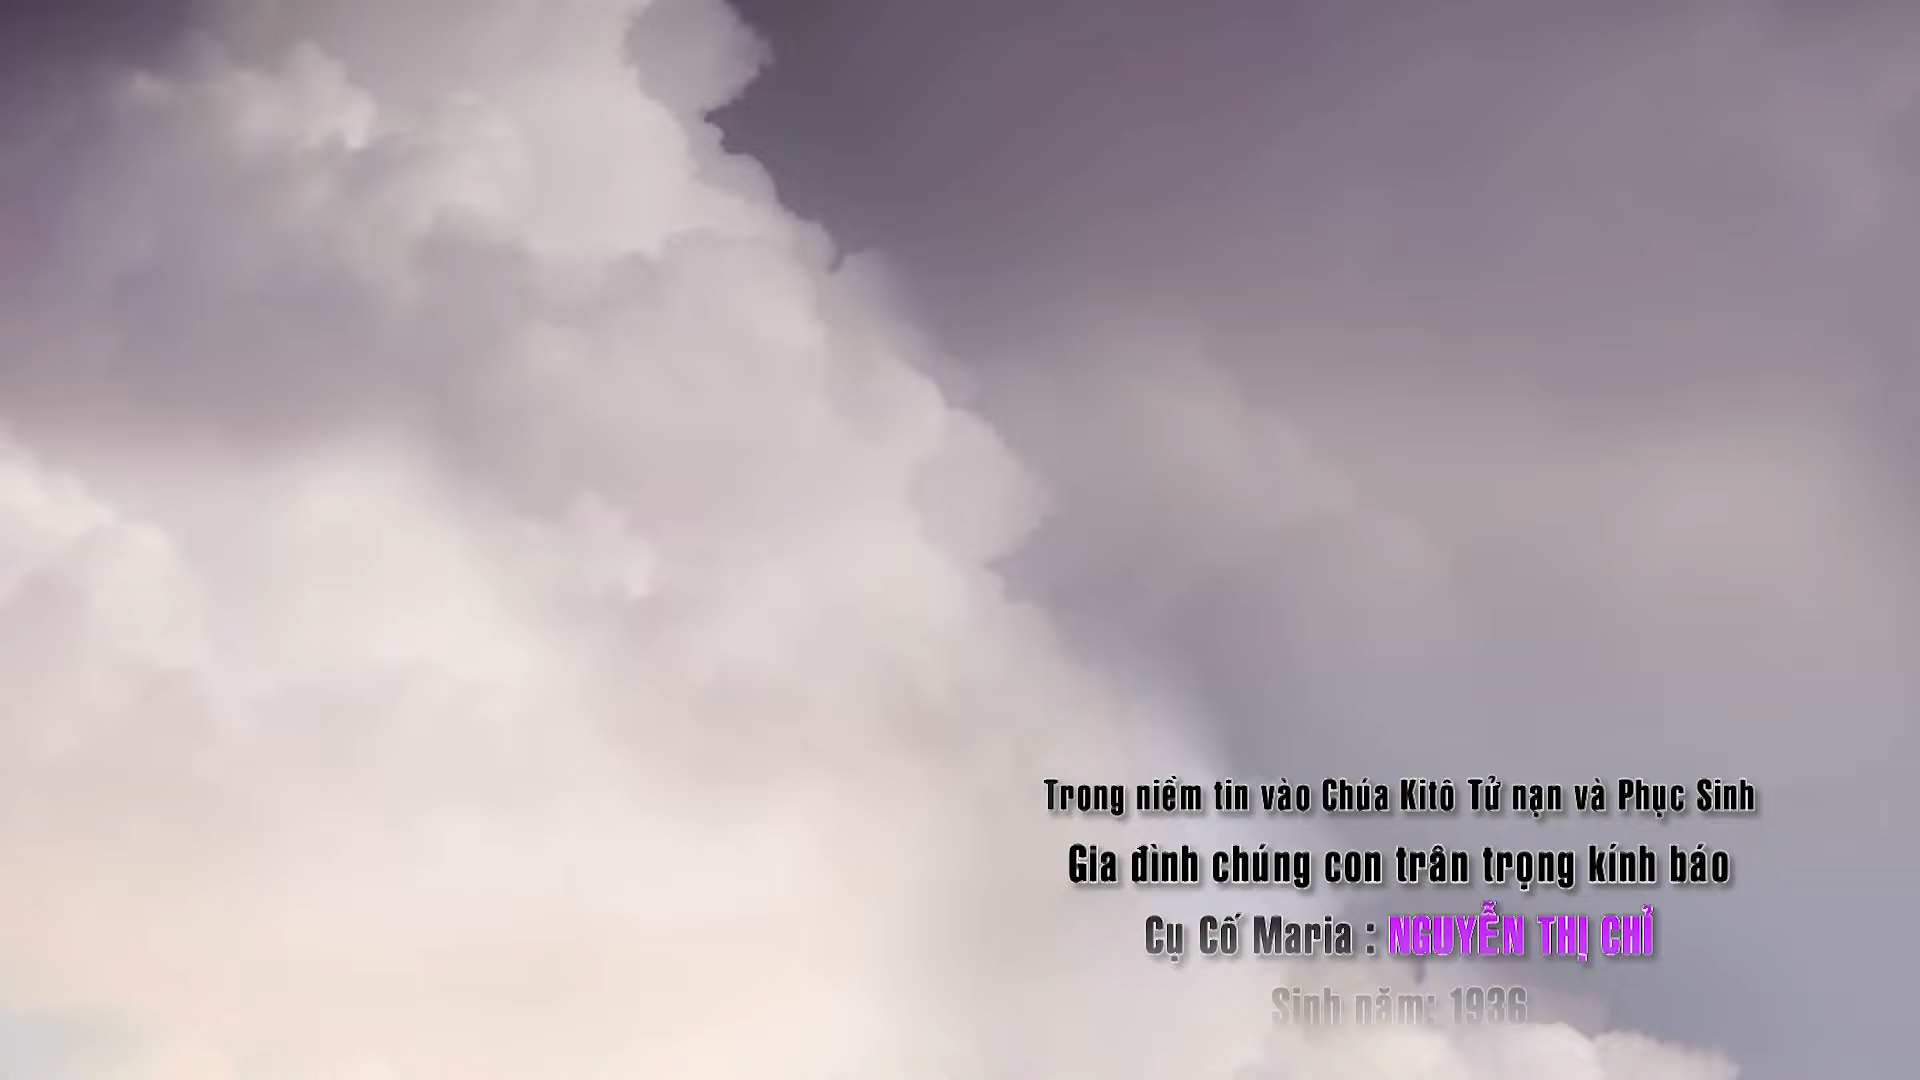 Trong niềm tin vào Chúa Kitô Tử nạn và Phục Sinh
Gia đình chúng con trân trọng kính báo
Cụ Cố Maria : NGUYỄN THỊ CHỈ
Sinh năm: 1936